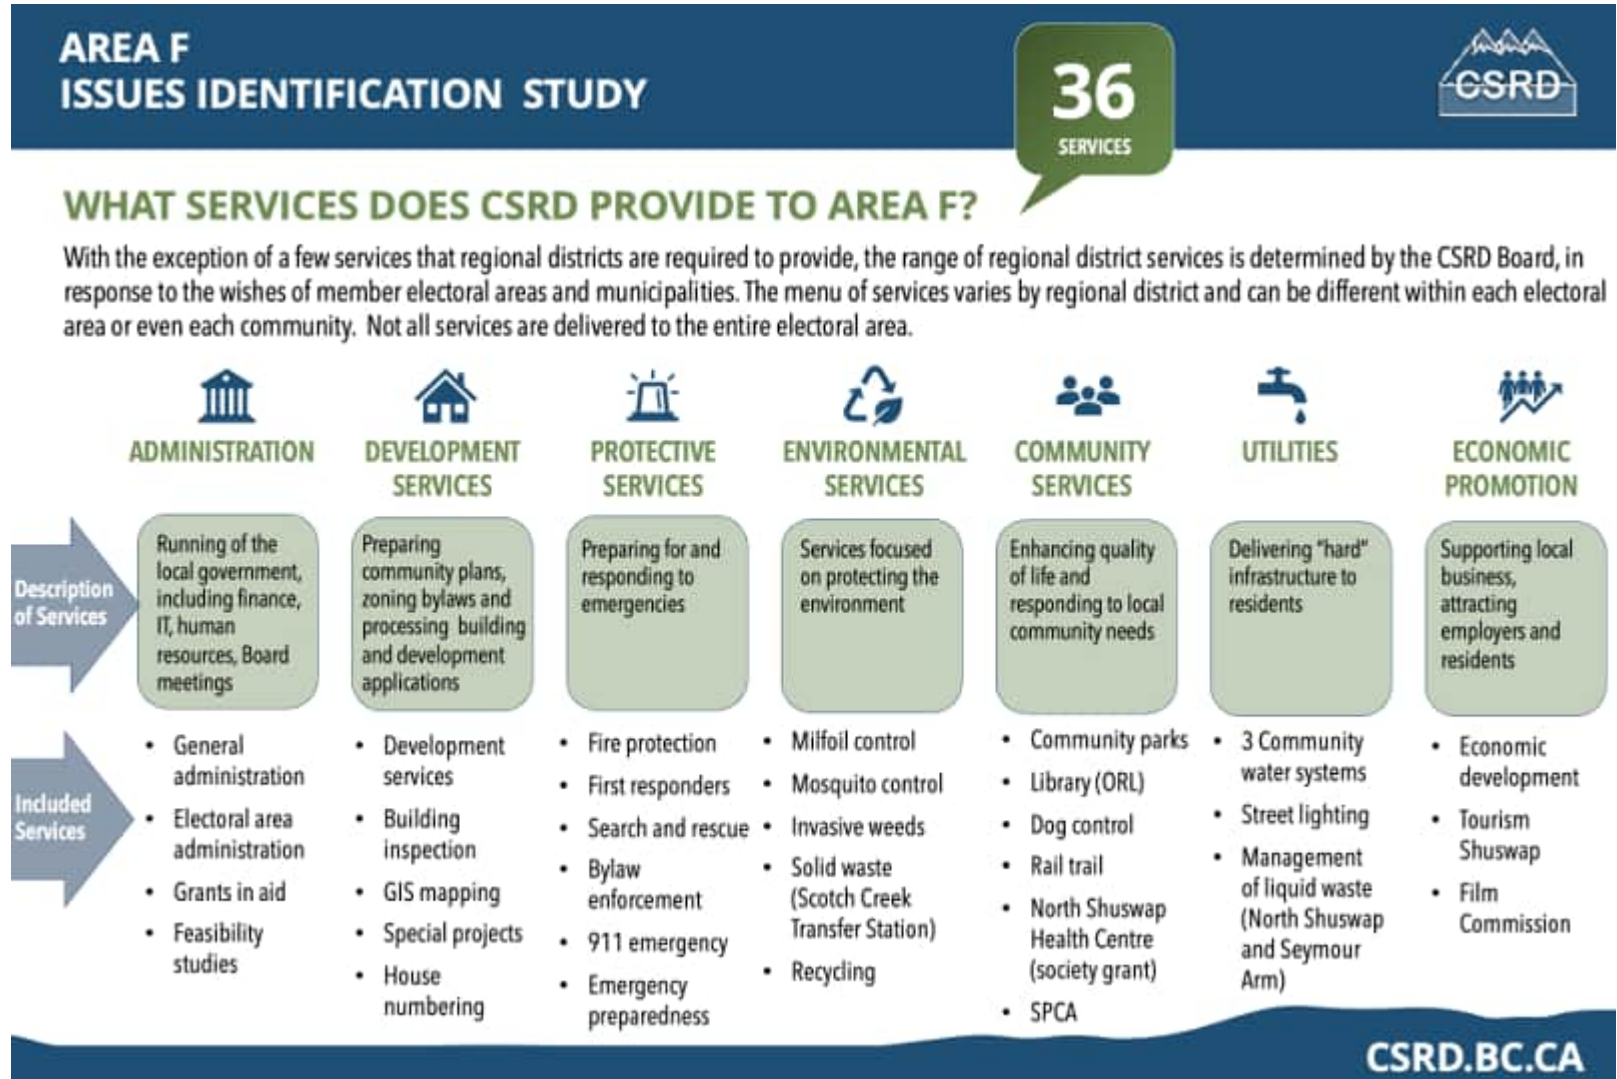 AREA F
ISSUES IDENTIFICATION STUDY
36
SERVICES
CSRD
WHAT SERVICES DOES CSRD PROVIDE TO AREA F?
With the exception of a few services that regional districts are required to provide, the range of regional district services is determined by the CSRD Board, in
response to the wishes of member electoral areas and municipalities. The menu of services varies by regional district and can be different within each electoral
area or even each community. Not all services are delivered to the entire electoral area.
ADMINISTRATION
DEVELOPMENT
SERVICES
PROTECTIVE
SERVICES
ENVIRONMENTAL
SERVICES
COMMUNITY
SERVICES
UTILITIES
ECONOMIC
PROMOTION
Description
of Services
Running of the
local government,
including finance,
IT, human
resources, Board
meetings
Preparing
community plans,
zoning bylaws and
processing building
and development
applications
Preparing for and
responding to
emergencies
Services focused
on protecting the
environment
Enhancing quality
of life and
responding to local
community needs
Delivering "hard"
infrastructure to
residents
Supporting local
business,
attracting
employers and
residents
Included
Services
• General
administration
• Electoral area
administration
• Grants in aid
• Feasibility
studies
• Development
services
• Building
inspection
• GIS mapping
• Special projects
• House
numbering
• Fire protection
• First responders
• Search and rescue
• Bylaw
enforcement
• 911 emergency
• Emergency
preparedness
• Milfoil control
• Mosquito control
• Invasive weeds
• Solid waste
(Scotch Creek
Transfer Station)
• Recycling
• Community parks
• Library (ORL)
• Dog control
• Rail trail
• North Shuswap
Health Centre
(society grant)
• SPCA
• 3 Community
water systems
• Street lighting
• Management
of liquid waste
(North Shuswap
and Seymour
Arm)
• Economic
development
• Tourism
Shuswap
• Film
Commission
CSRD.BC.CA